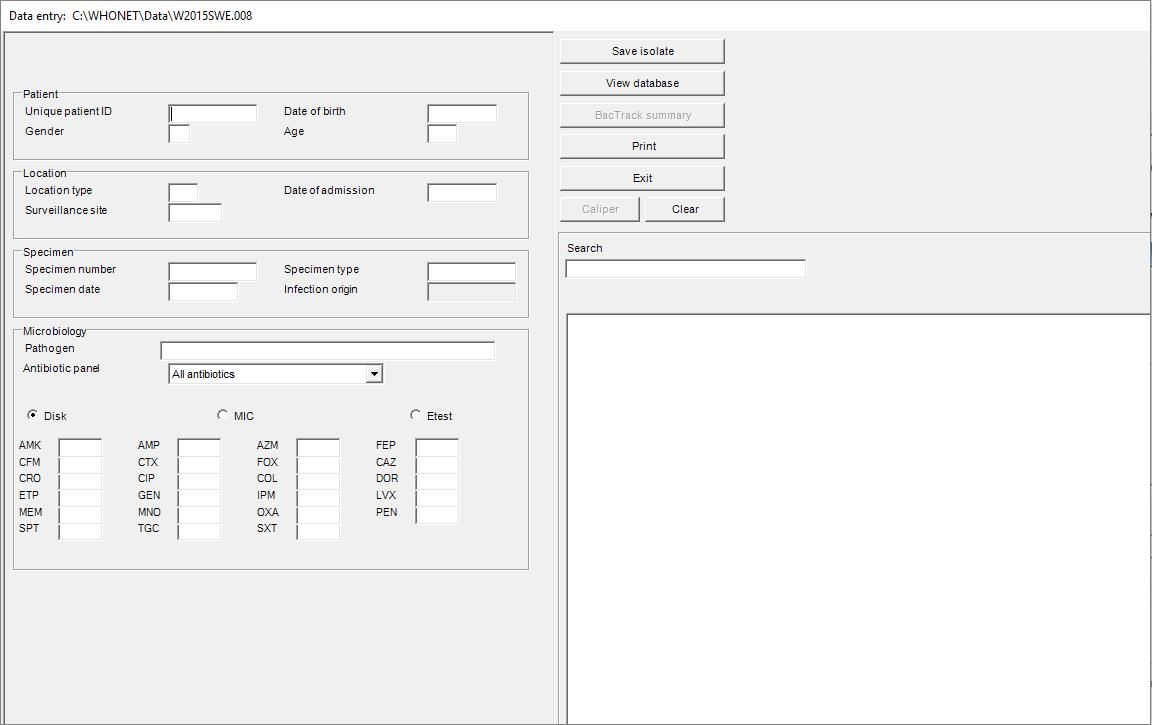 Data entry: C:\WHONET\Data\W2015SWE.008
Patient
Unique patient ID
Date of birth
Gender
Age
Location
Location type
Date of admission
Surveillance site
Specimen
Specimen number
Specimen type
Specimen date
Infection origin
Microbiology
Pathogen
Antibiotic panel
All antibiotics
Disk
MIC
Etest
AMK AMP AZM FEP
CFM CTX FOX CAZ
CRO CIP COL DOR
ETP GEN IPM LVX
MEM MNO OXA PEN
SPT TGC SXT
Save isolate
View database
BacTrack summary
Print
Exit
Caliper
Clear
Search